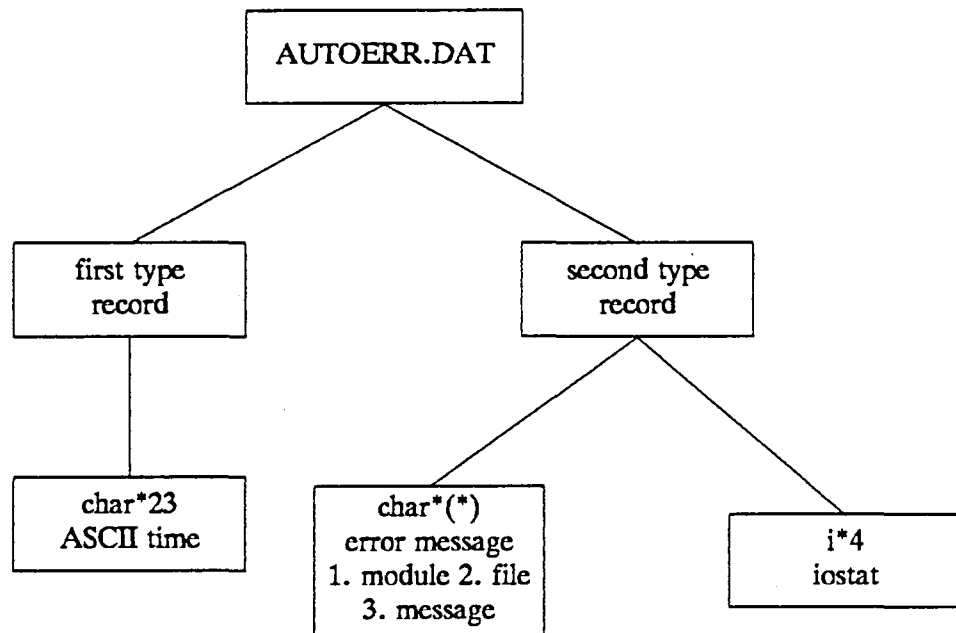 AUTOERR.DAT
first type
record
second type
record
char*23
ASCII time
char*(*)
error message
1. module 2. file
3. message
i*4
iostat